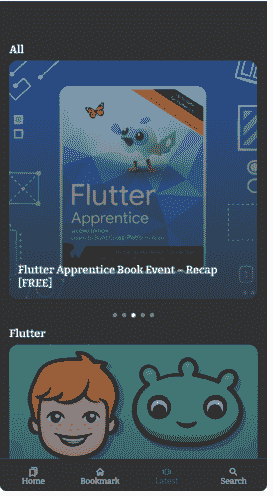 All
Flutter
Apprentice
Flutter Apprentice Book Event – Recap
[FREE]
Flutter
Home
Bookmark
Latest
Search